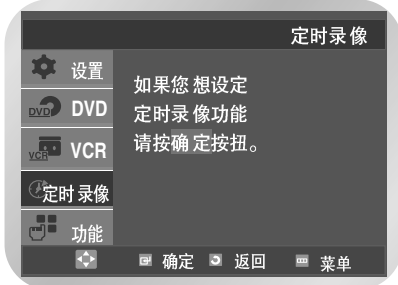 定时录像
设置
DVD DVD
VCR VCR
定时录像
功能
如果您想设定
定时录像功能
请按确定按扭。
确定 返回 菜单